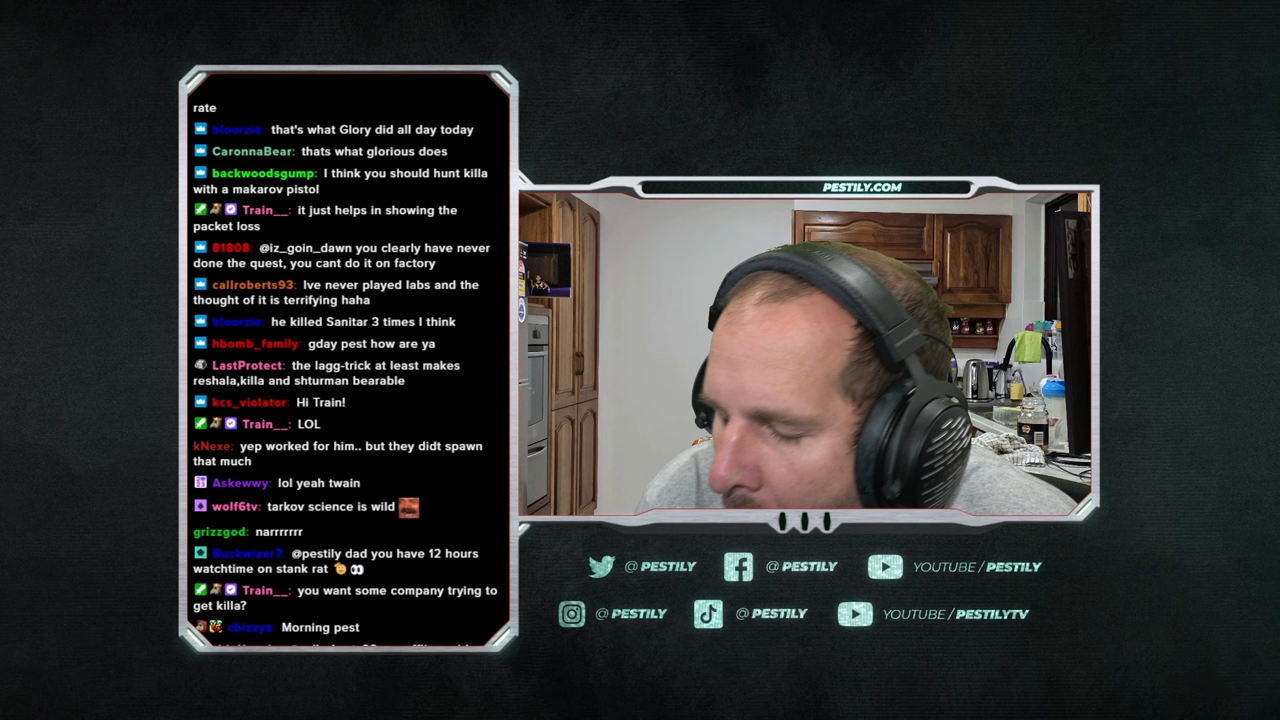 rate
bloorzie: that's what Glory did all day today
CaronnaBear: thats what glorious does
backwoodsgump: I think you should hunt killa
with a makarov pistol
Train__: it just helps in showing the
packet loss
81808: @iz_goin_dawn you clearly have never
done the quest, you cant do it on factory
callroberts93: Ive never played labs and the
thought of it is terrifying haha
bloorzie: he killed Sanitar 3 times I think
hbomb_family: gday pest how are ya
LastProtect: the lagg-trick at least makes
reshala,killa and shturman bearable
kcs_violator: Hi Train!
Train__: LOL
kNexe: yep worked for him.. but they didt spawn
that much
Askewwy: lol yeah twain
wolf6tv: tarkov science is wild
grizzgod: narrrrrrr
Buckwizer7: @pestily dad you have 12 hours
watchtime on stank rat
Train__: you want some company trying to
get killa?
cbizzyz: Morning pest
PESTILY.COM
@PESTILY
@PESTILY
YOUTUBE/PESTILY
@PESTILY
@PESTILY
YOUTUBE/PESTILYTV